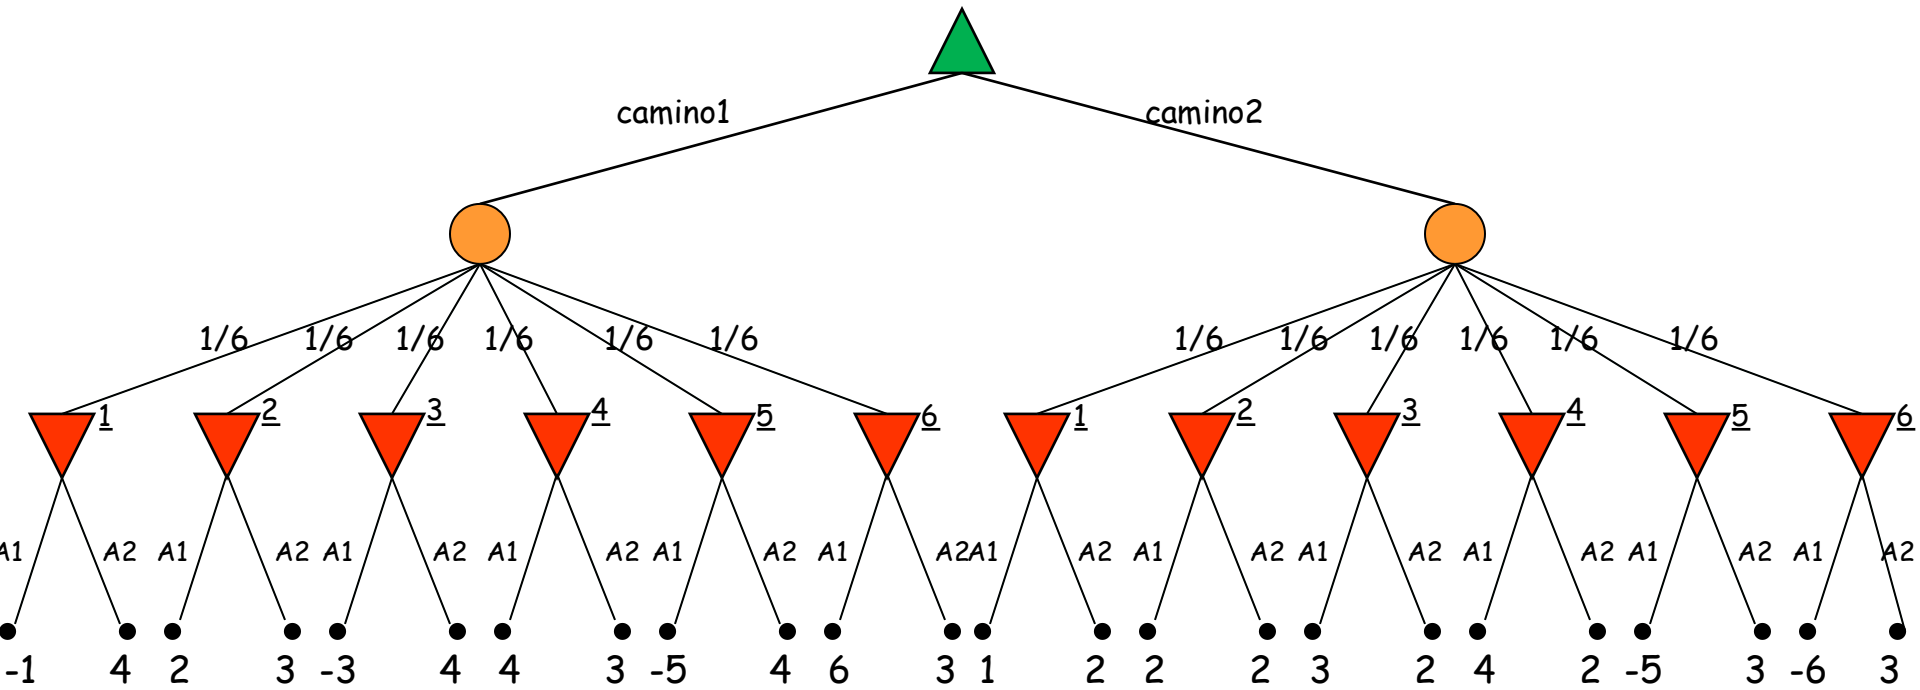 camino1 camino2
1/6 1/6 1/6 1/6 1/6 1/6 1/6 1/6 1/6 1/6 1/6 1/6
1 2 3 4 5 6 1 2 3 4 5 6
A1 A2 A1 A2 A1 A2 A1 A2 A1 A2 A1 A2 A1 A2 A1 A2 A1 A2 A1 A2 A1 A2 A1 A2
-1 4 2 3 -3 4 4 3 -5 4 6 3 1 2 2 2 3 2 4 2 -5 3 -6 3